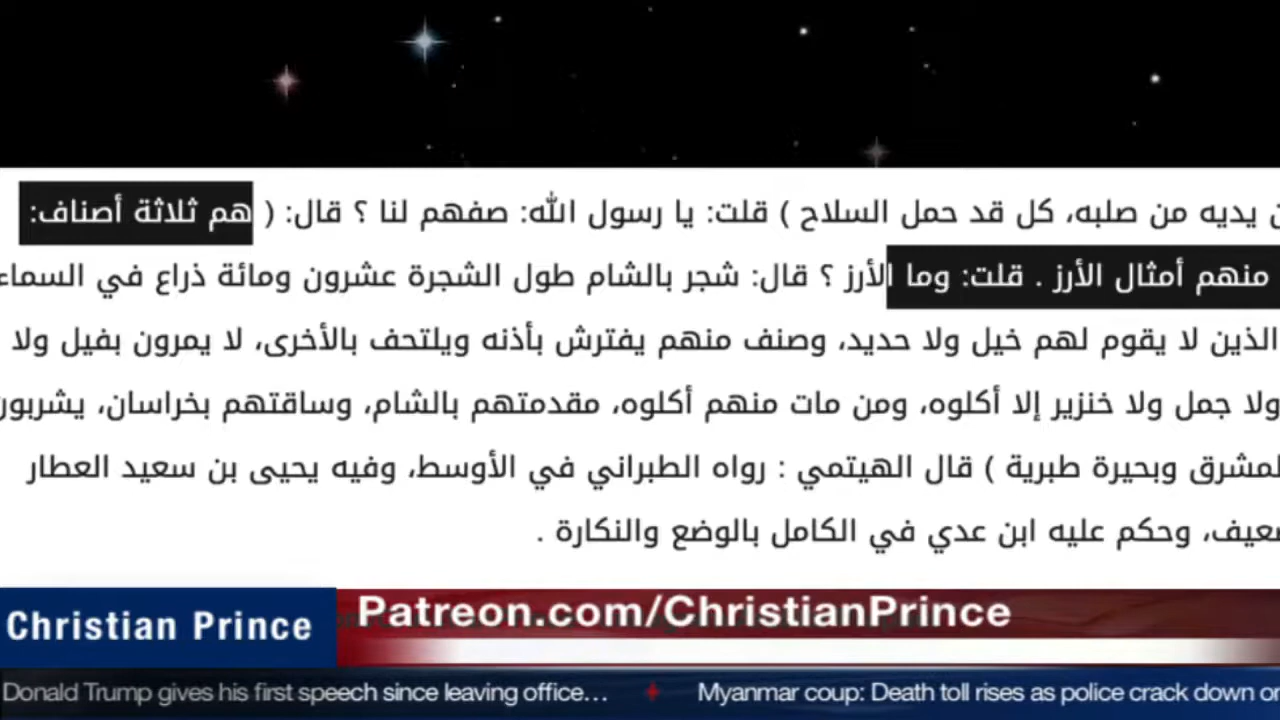 يديه من صلبه، كل قد حمل السلاح ) قلت: يا رسول الله: صفهم لنا ؟ قال: ( هم ثلاثة أصناف:
منهم أمثال الأرز . قلت: وما الأرز ؟ قال: شجر بالشام طول الشجرة عشرون ومائة ذراع في السماء
الذين لا يقوم لهم خيل ولا حديد، وصنف منهم يفترش بأذنه ويلتحف بالأخرى، لا يمرون بفيل ولا
ولا جمل ولا خنزير إلا أكلوه، ومن مات منهم أكلوه، مقدمتهم بالشام، وساقتهم بخراسان، يشربون
وبحيرة طبرية ) قال الهيتمي : رواه الطبراني في الأوسط، وفيه يحيى بن سعيد العطار
وحكم عليه ابن عدي في الكامل بالوضع والنكارة .
Christian Prince
Patreon.com/ChristianPrince
Donald Trump gives his first speech since leaving office... Myanmar coup: Death toll rises as police crack down